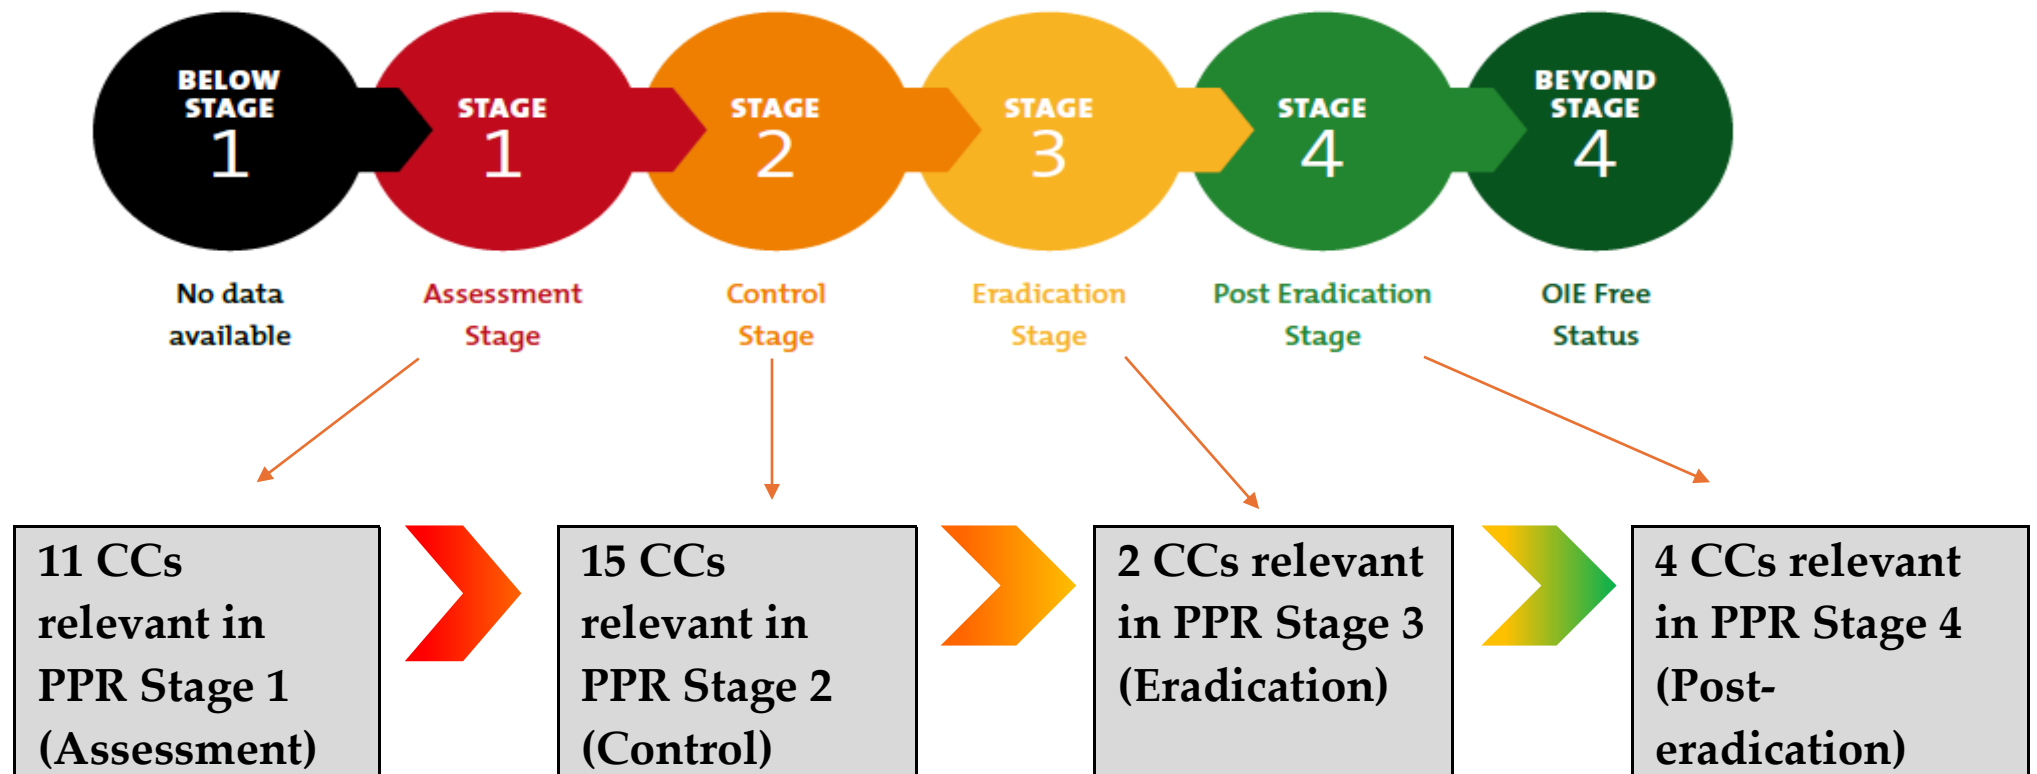 BELOW
STAGE
1
STAGE
1
STAGE
2
STAGE
3
STAGE
4
BEYOND
STAGE
4
No data
available
Assessment
Stage
Control
Stage
Eradication
Stage
Post Eradication
Stage
OIE Free
Status
11 CCs
relevant in
PPR Stage 1
(Assessment)
15 CCs
relevant in
PPR Stage 2
(Control)
2 CCs relevant
in PPR Stage 3
(Eradication)
4 CCs relevant
in PPR Stage 4
(Post-
eradication)